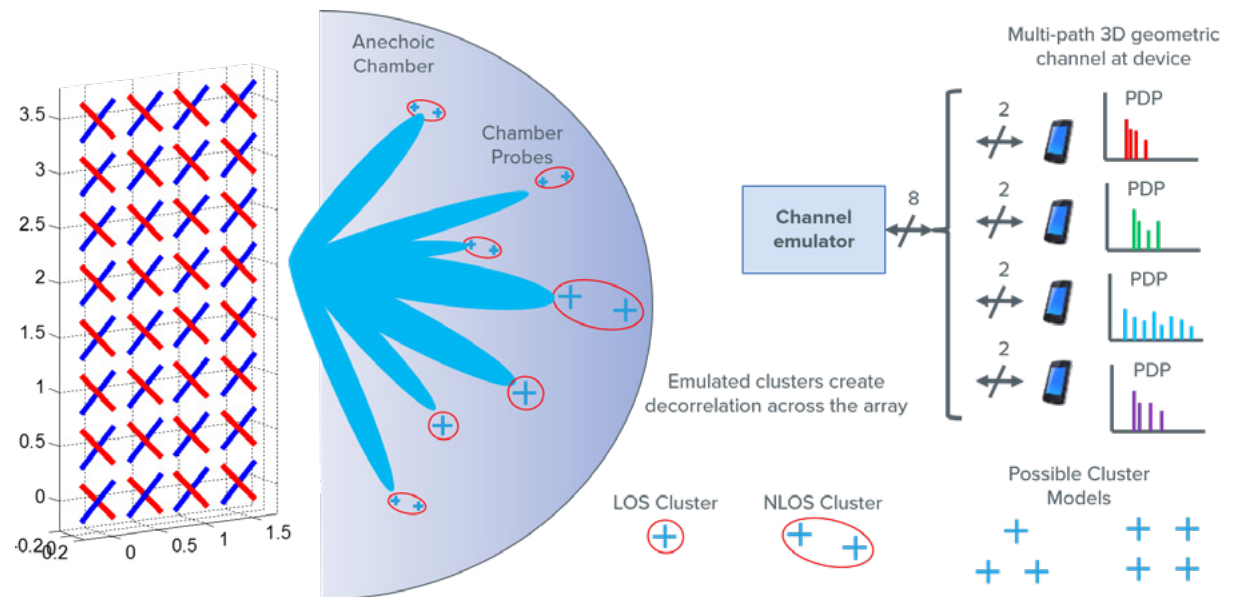 Anechoic
Chamber
Chamber
Probes
3.5
3
2.5
2
1.5
1
0.5
0
-0.2
0
0.2
0
0.5
1
1.5
Channel
emulator
8
Multi-path 3D geometric
channel at device
2
PDP
2
PDP
2
PDP
2
PDP
Emulated clusters create
decorrelation across the array
LOS Cluster
NLOS Cluster
Possible Cluster
Models